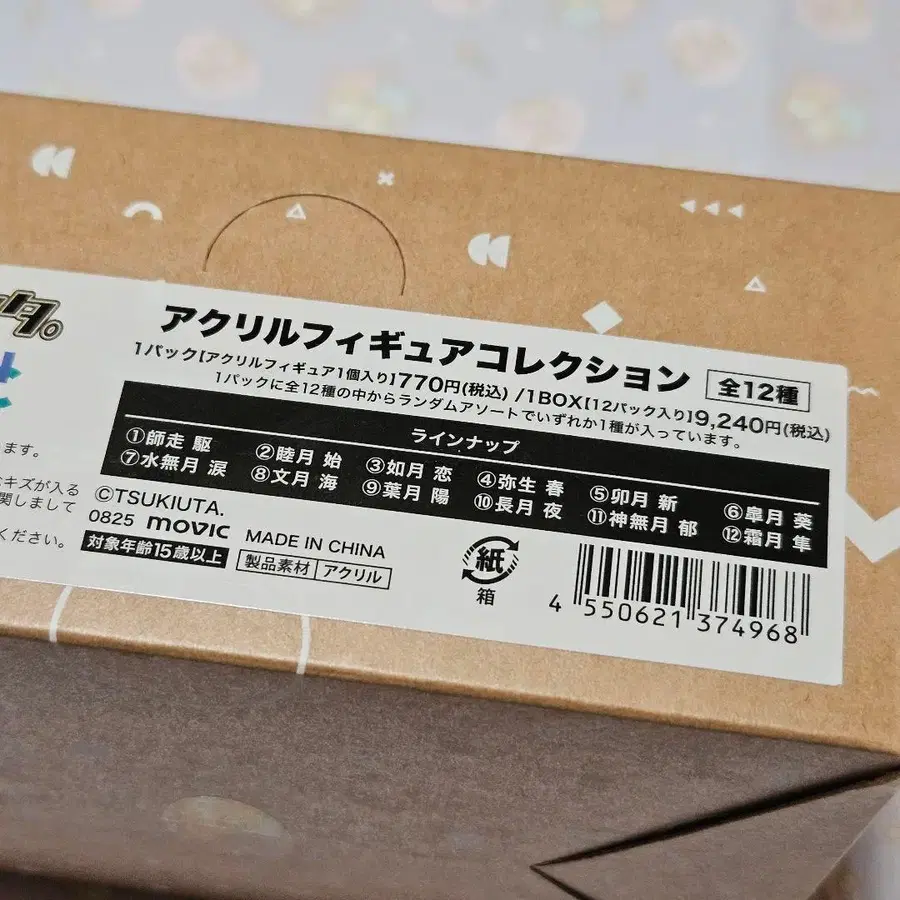 アクリルフィギュアコレクション 全12種
1パック[アクリルフィギュア1個入り]770円(税込) /1BOX[12パック入り]9,240円(税込)
1パックに全12種の中からランダムアソートでいずれか1種が入っています。
ラインナップ
①師走 駆 ②睦月 始 ③如月 恋 ④弥生 春 ⑤卯月 新 ⑥皐月 葵
⑦水無月 涙 ⑧文月 海 ⑨葉月 陽 ⑩長月 夜 ⑪神無月 郁 ⑫霜月 隼
ます。
キズが入る
関しまして
ください。
©TSUKIUTA.
0825 movic MADE IN CHINA
対象年齢15歳以上 製品素材 アクリル
紙
箱
4 550621 374968